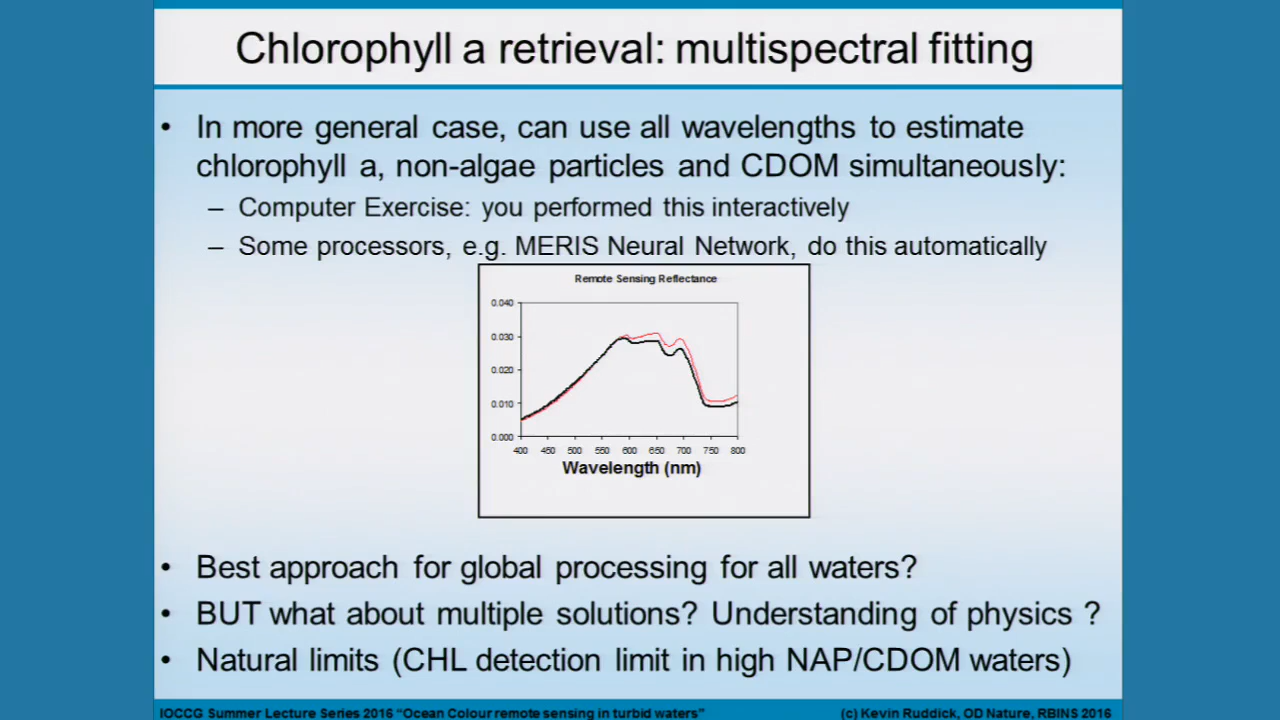 Chlorophyll a retrieval: multispectral fitting
• In more general case, can use all wavelengths to estimate
chlorophyll a, non-algae particles and CDOM simultaneously:
– Computer Exercise: you performed this interactively
– Some processors, e.g. MERIS Neural Network, do this automatically
Remote Sensing Reflectance
0.040
0.030
0.020
0.010
0.000
400 450 500 550 600 650 700 750 800
Wavelength (nm)
• Best approach for global processing for all waters?
• BUT what about multiple solutions? Understanding of physics ?
• Natural limits (CHL detection limit in high NAP/CDOM waters)
IOCCG Summer Lecture Series 2016 "Ocean Colour remote sensing in turbid waters" (c) Kevin Ruddick, OD Nature, RBINS 2016